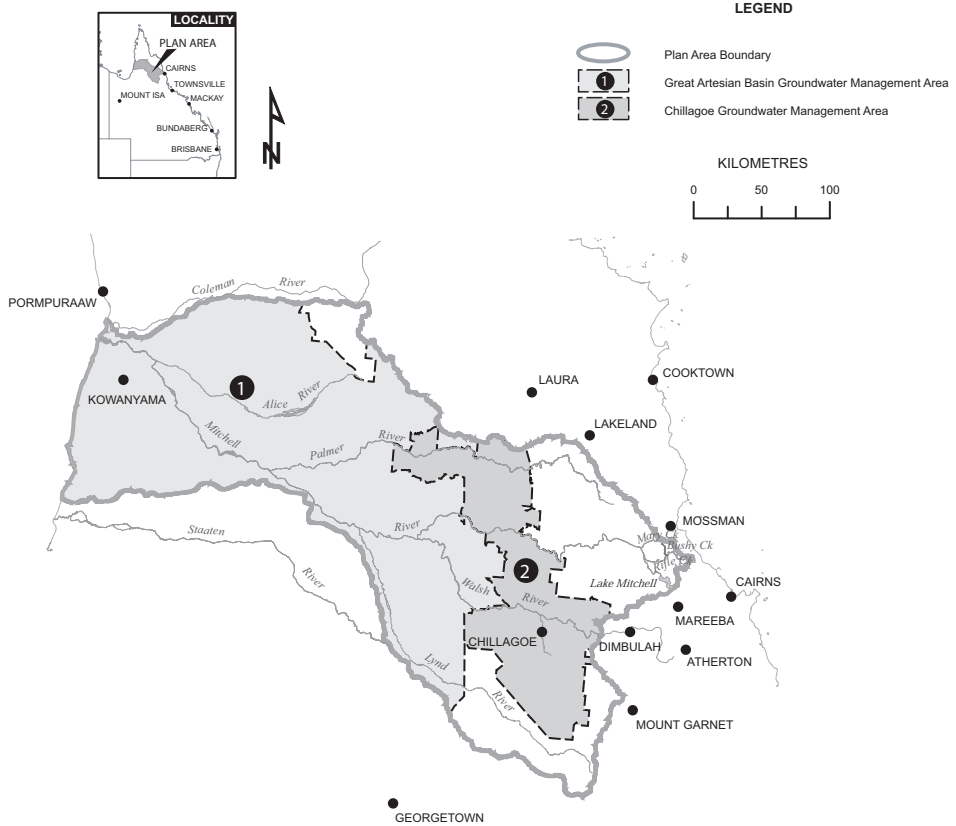 LOCALITY
PLAN AREA
CAIRNS
TOWNSVILLE
MOUNT ISA
MACKAY
BUNDABERG
BRISBANE
N
LEGEND
Plan Area Boundary
1 Great Artesian Basin Groundwater Management Area
2 Chillagoe Groundwater Management Area
KILOMETRES
0 50 100
PORMPURAAW
Coleman River
KOWANYAMA
1
Alice River
LAURA
COOKTOWN
LAKELAND
Mitchell
Palmer River
River
Staaten
River
MOSSMAN
Mary Ck
Bushy Ck
Rifle Ck
2
Lake Mitchell
Walsh River
CAIRNS
MAREEBA
CHILLAGOE
DIMBULAH
ATHERTON
Lynd
River
MOUNT GARNET
GEORGETOWN